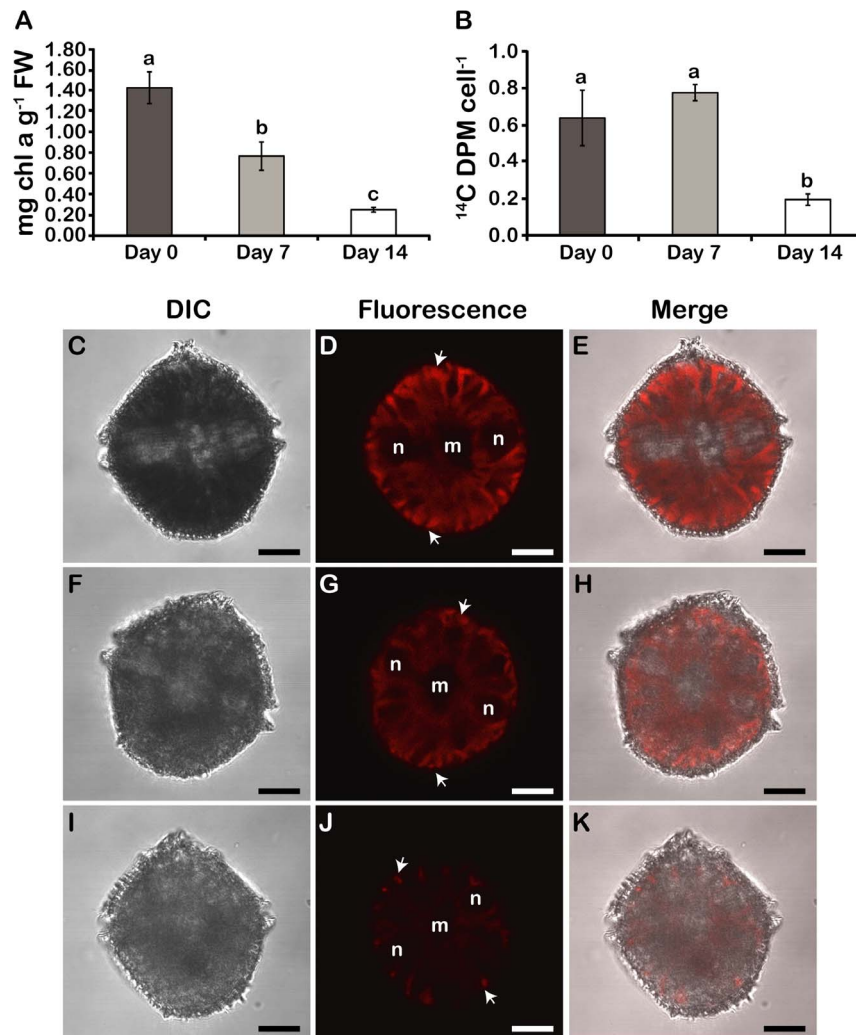 A
mg chl a g⁻¹ FW
1.80
1.60
1.40
1.20
1.00
0.80
0.60
0.40
0.20
0.00
a
b
c
Day 0 Day 7 Day 14
B
¹⁴C DPM cell⁻¹
1.0
0.8
0.6
0.4
0.2
0.0
a
a
b
Day 0 Day 7 Day 14
DIC Fluorescence Merge
C D E
n m n
F G H
n
m
n
I J K
n
m
n